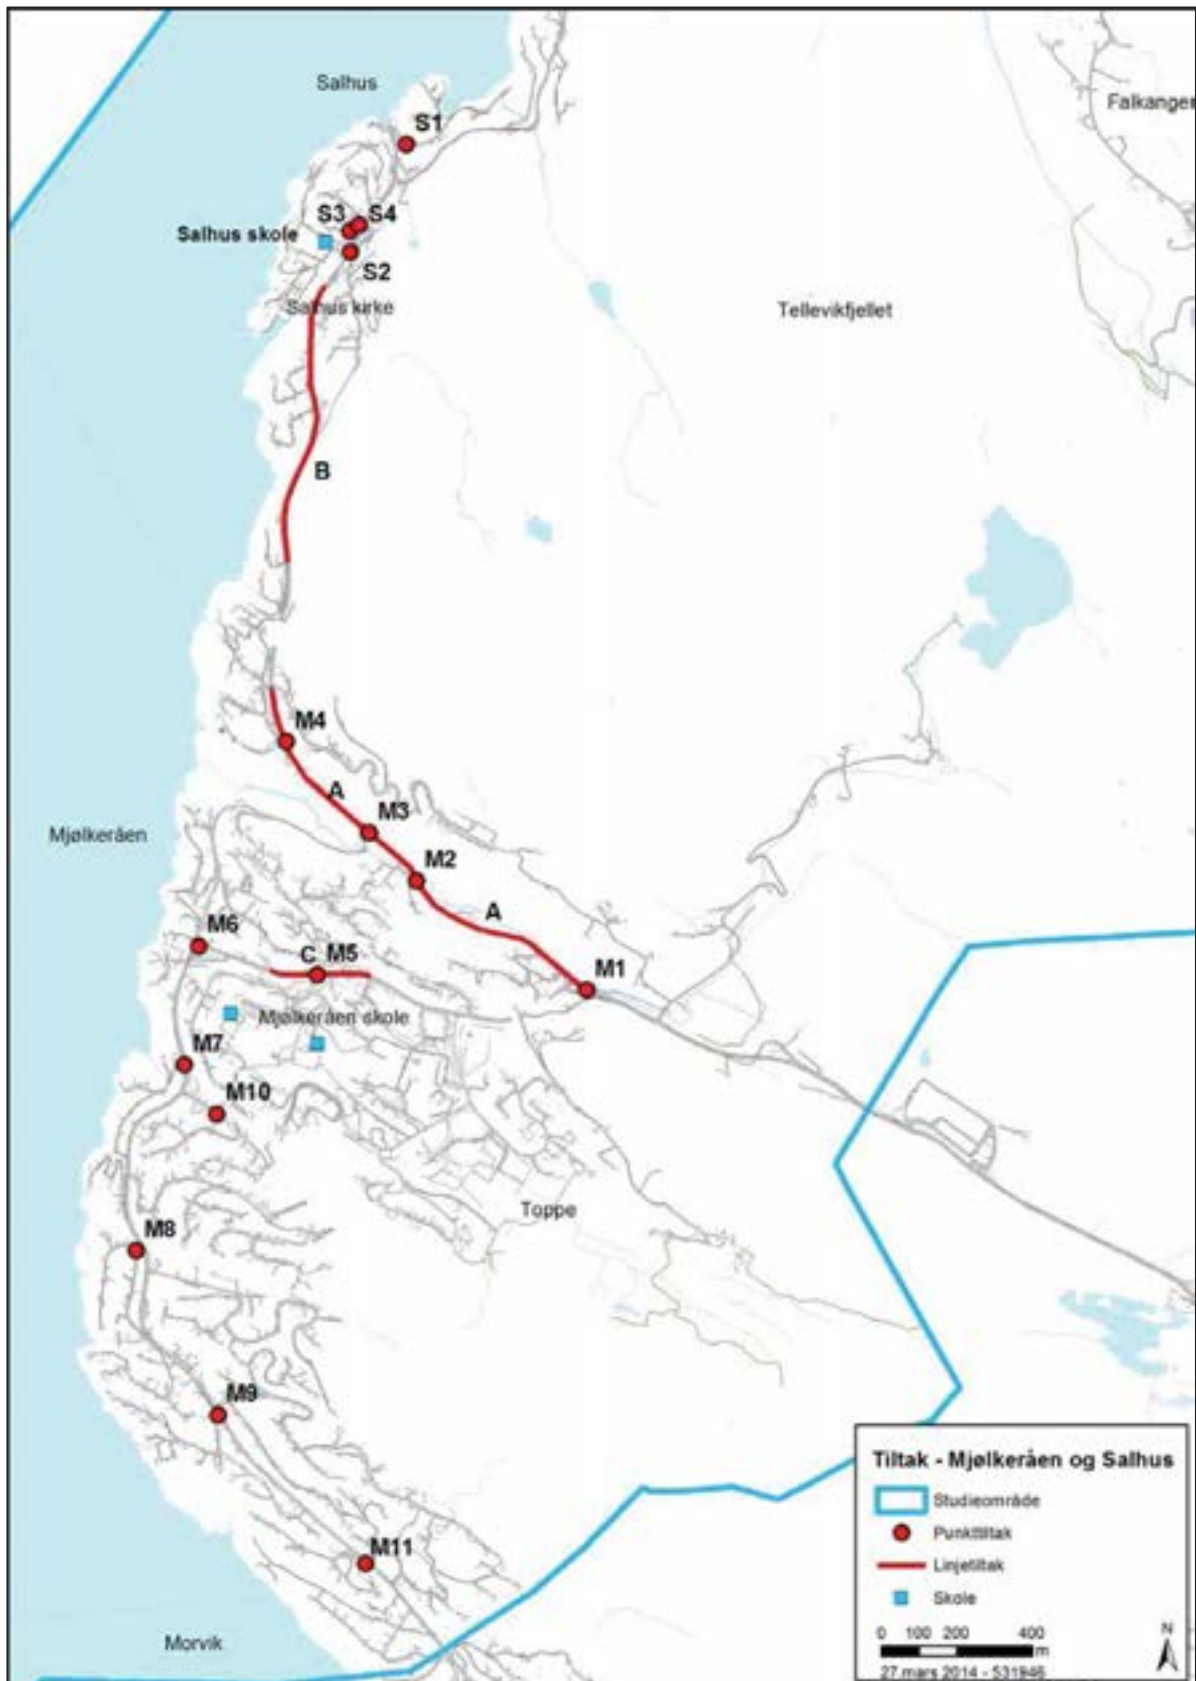 Salhus
Falkanger
S1
S3
S4
Salhus skole
S2
Salhus kirke
Tellevikfjellet
B
M4
A
M3
Mjølkeråen
M2
A
M6
C
M5
M1
Mjølkeråen skole
M7
M10
Toppe
M8
M9
M11
Morvik
Tiltak - Mjølkeråen og Salhus
Studieområde
Punkttiltak
Linjetiltak
Skole
0 100 200 400
m
N
27.mars 2014 - 531946